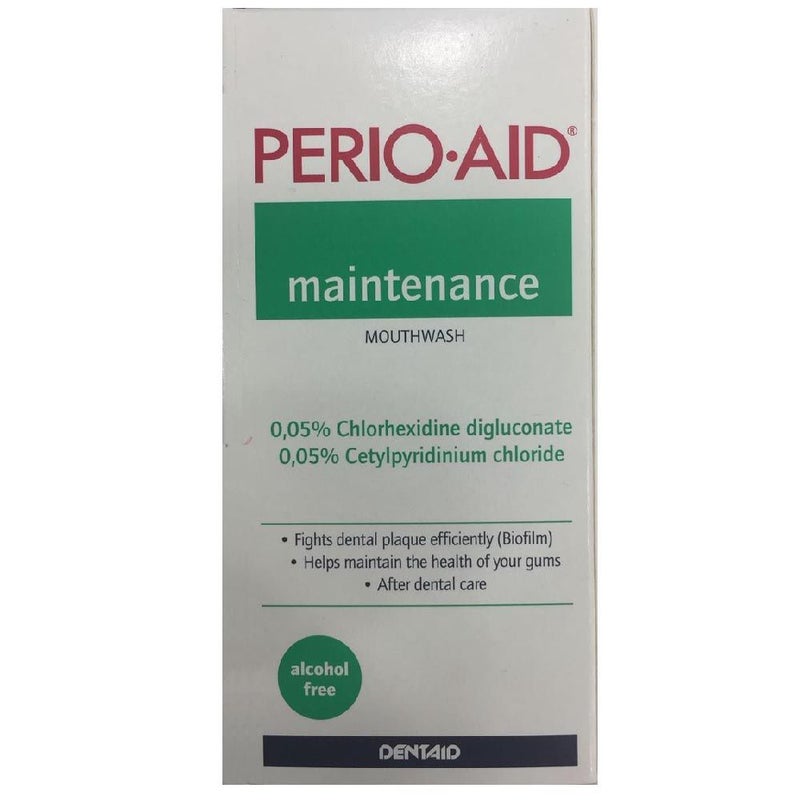 PERIO·AID®
maintenance
MOUTHWASH
0,05% Chlorhexidine digluconate
0,05% Cetylpyridinium chloride
• Fights dental plaque efficiently (Biofilm)
• Helps maintain the health of your gums
• After dental care
alcohol
free
DENTAID